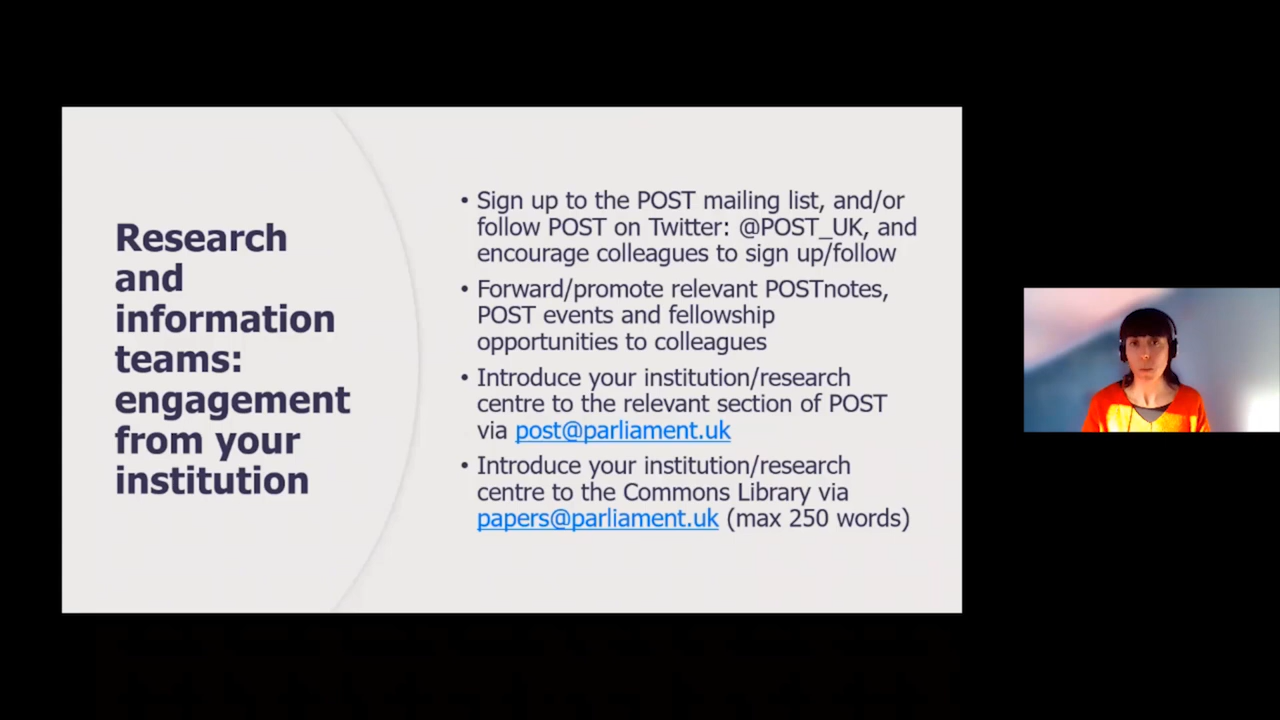 Research
and
information
teams:
engagement
from your
institution
• Sign up to the POST mailing list, and/or
follow POST on Twitter: @POST_UK, and
encourage colleagues to sign up/follow
• Forward/promote relevant POSTnotes,
POST events and fellowship
opportunities to colleagues
• Introduce your institution/research
centre to the relevant section of POST
via post@parliament.uk
• Introduce your institution/research
centre to the Commons Library via
papers@parliament.uk (max 250 words)